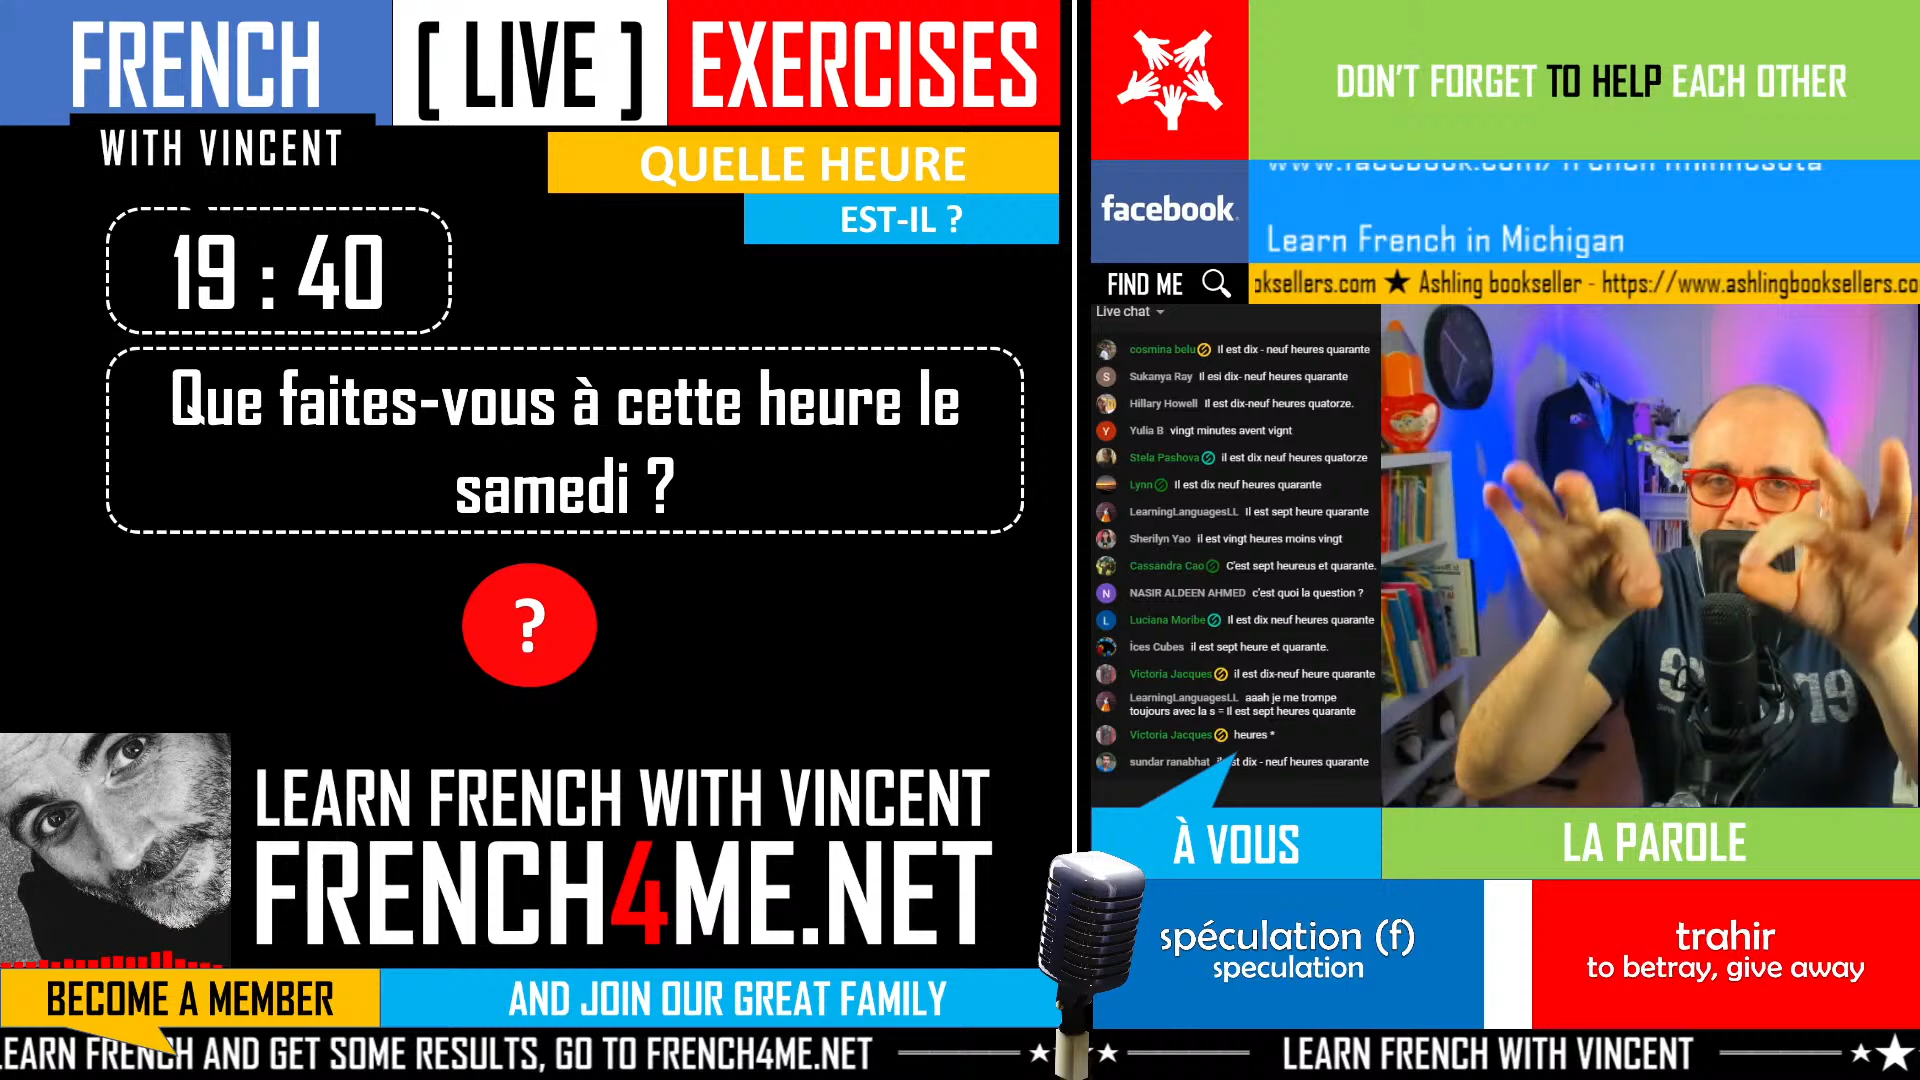 FRENCH
[ LIVE ]
EXERCISES
WITH VINCENT
QUELLE HEURE
EST-IL ?
19 : 40
Que faites-vous à cette heure le
samedi ?
?
LEARN FRENCH WITH VINCENT
FRENCH4ME.NET
BECOME A MEMBER
AND JOIN OUR GREAT FAMILY
DON'T FORGET TO HELP EACH OTHER
facebook
Learn French in Michigan
FIND ME
oksellers.com ★ Ashling bookseller - https://www.ashlingbooksellers.co
Live chat
cosmina belu Il est dix - neuf heures quarante
S
Sukanya Ray Il esi dix- neuf heures quarante
Hillary Howell Il est dix-neuf heures quatorze.
Y
Yulia B vingt minutes avent vignt
Stela Pashova il est dix neuf heures quatorze
Lynn Il est dix neuf heures quarante
LearningLanguagesLL Il est sept heure quarante
Sherilyn Yao il est vingt heures moins vingt
Cassandra Cao C'est sept heureus et quarante.
N
NASIR ALDEEN AHMED c'est quoi la question ?
L
Luciana Moribe Il est dix neuf heures quarante
İces Cubes il est sept heure et quarante.
Victoria Jacques il est dix-neuf heure quarante
LearningLanguagesLL aaah je me trompe
toujours avec la s = Il est sept heures quarante
Victoria Jacques heures *
sundar ranabhat il est dix - neuf heures quarante
À VOUS
LA PAROLE
spéculation (f)
speculation
trahir
to betray, give away
EARN FRENCH AND GET SOME RESULTS, GO TO FRENCH4ME.NET
LEARN FRENCH WITH VINCENT